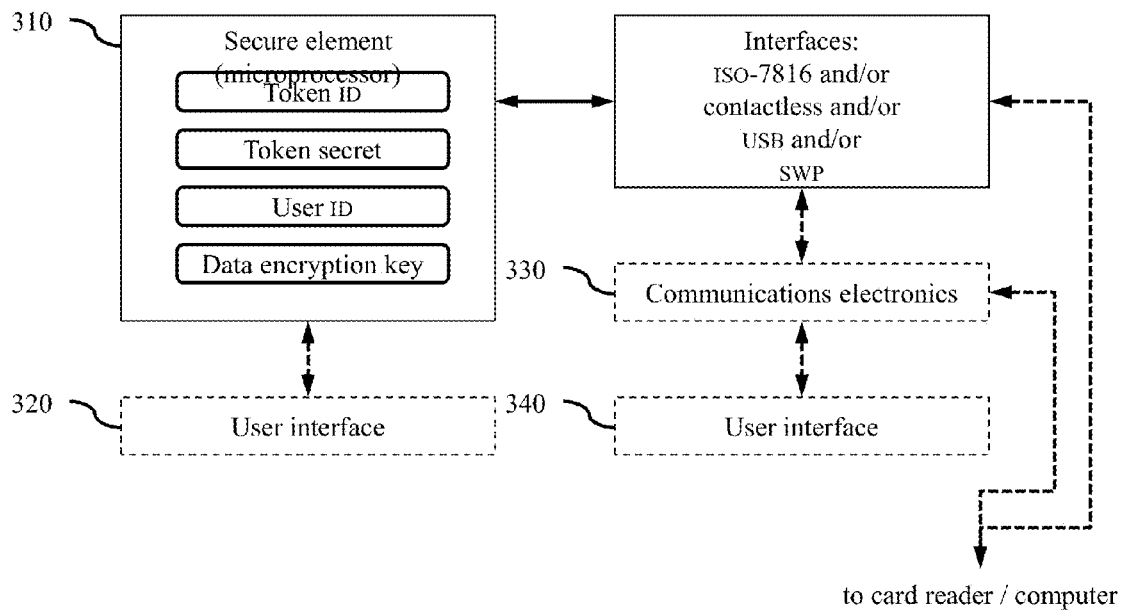 310
Secure element
(microprocessor)
Token ID
Token secret
User ID
Data encryption key
Interfaces:
ISO-7816 and/or
contactless and/or
USB and/or
SWP
330
Communications electronics
320
User interface
340
User interface
to card reader / computer